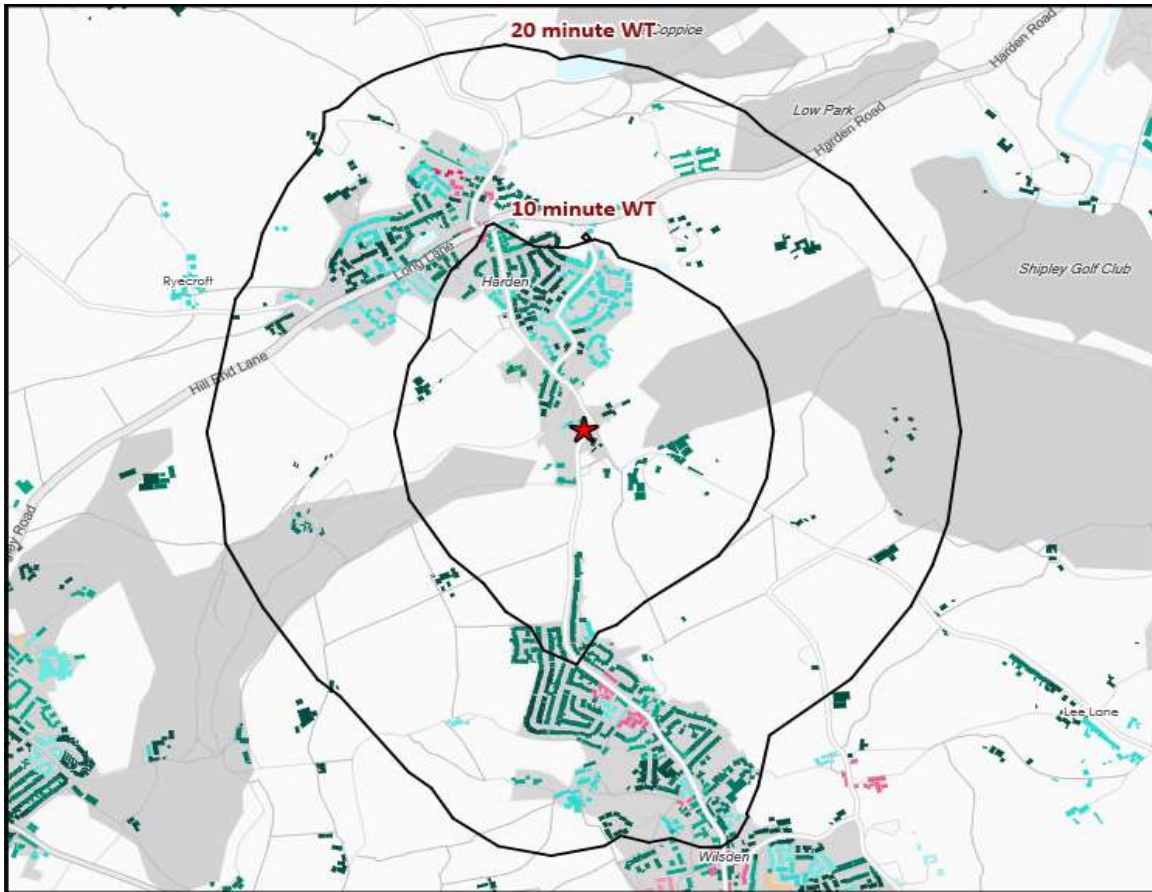 20 minute WT
Coppice
Harden Road
Low Park
Harden Road
10 minute WT
Long Lane
Harden
Ryecroft
Shipley Golf Club
Hill End Lane
Road
Lee Lane
Wilsden